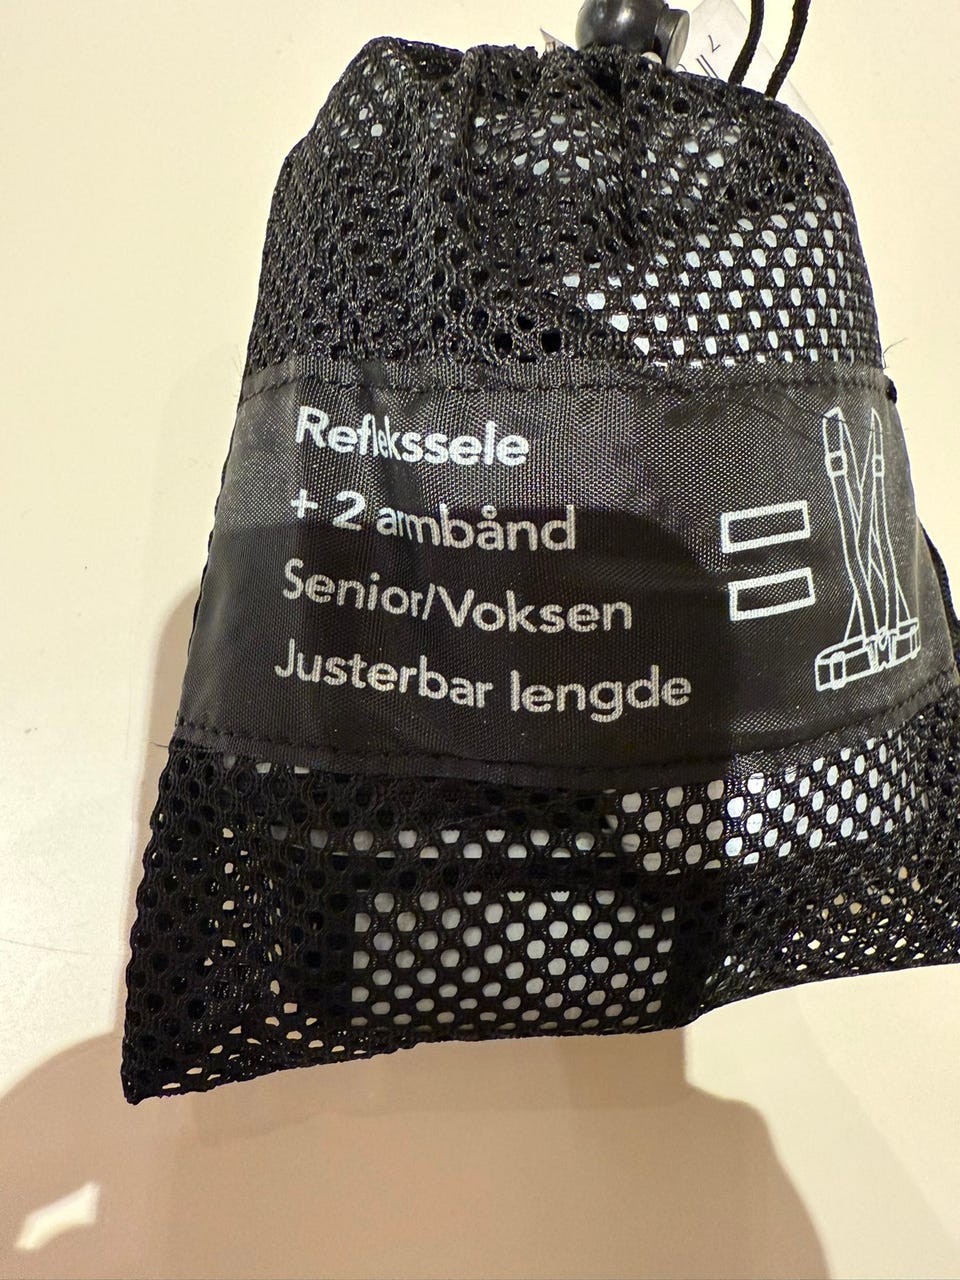 Reflekssele
+ 2 armbånd
Senior/Voksen
Justerbar lengde